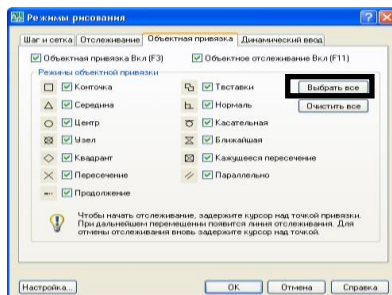 Режимы рисования
Шаг и сетка Отслеживание Объектная привязка Динамический ввод
Объектная привязка Вкл (F3) Объектное отслеживание Вкл (F11)
Режимы объектной привязки
Конточка Твставки Выбрать все
Середина Нормаль Очистить все
Центр Касательная
Узел Ближайшая
Квадрант Кажущееся пересечение
Пересечение Параллельно
Продолжение
Чтобы начать отслеживание, задержите курсор над точкой привязки.
При дальнейшем перемещении появится линия отслеживания. Для
отмены отслеживания вновь задержите курсор над точкой.
Настройка... ОК Отмена Справка